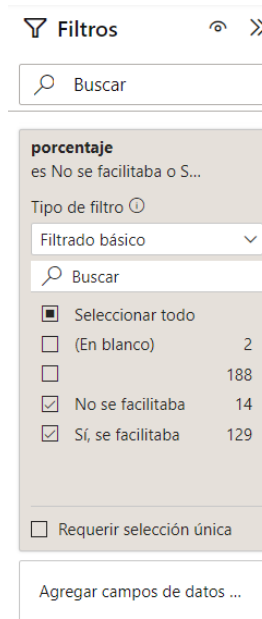 Filtros
Buscar
porcentaje
es No se facilitaba o S...
Tipo de filtro
Filtrado básico
Buscar
Seleccionar todo
(En blanco) 2
188
No se facilitaba 14
Sí, se facilitaba 129
Requerir selección única
Agregar campos de datos ...